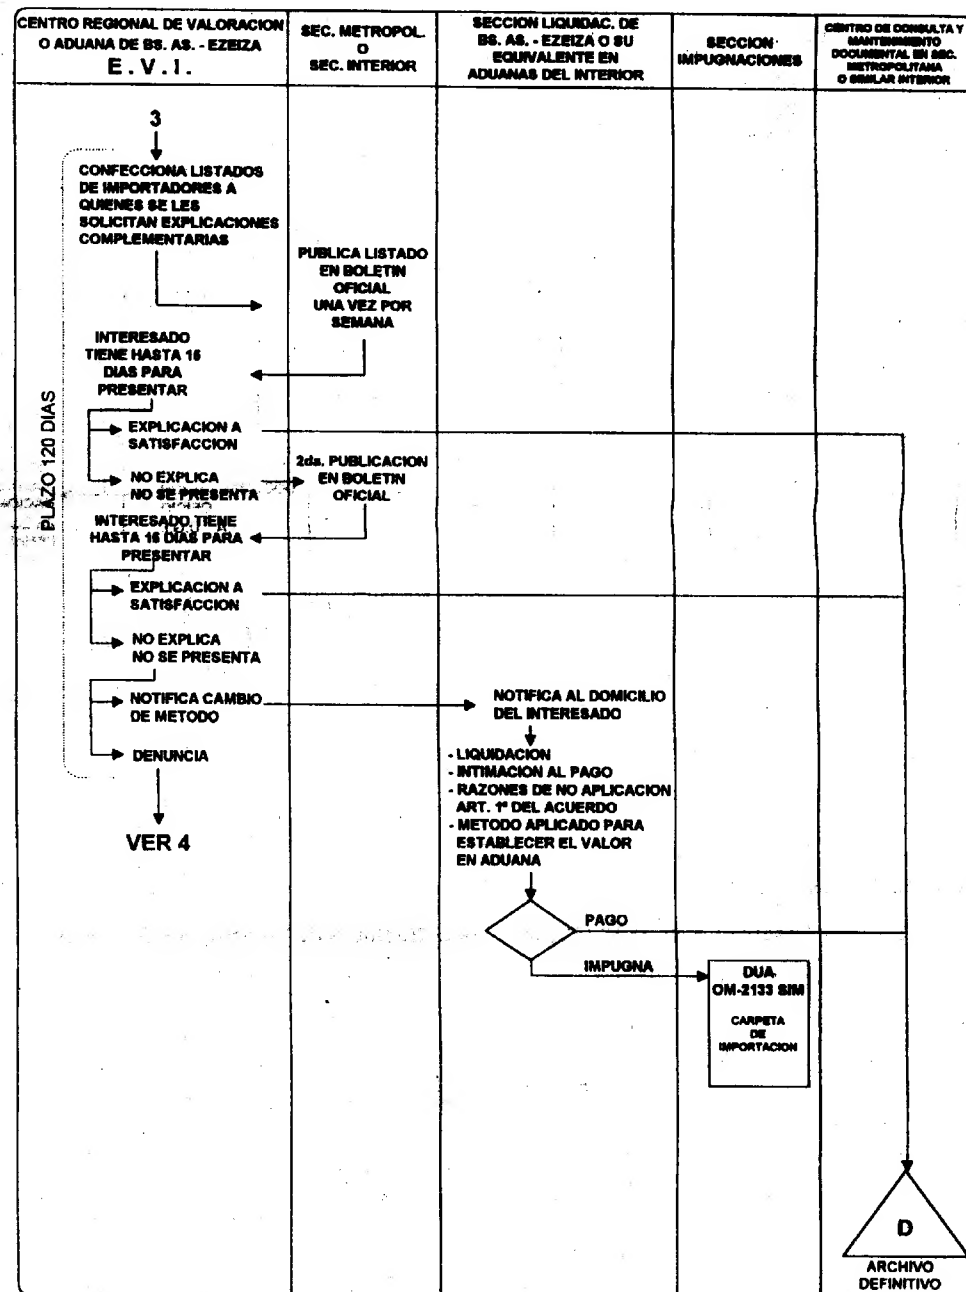 CENTRO REGIONAL DE VALORACION
O ADUANA DE BS. AS. - EZEIZA
E. V. I.
SEC. METROPOL.
O
SEC. INTERIOR
SECCION LIQUIDAC. DE
BS. AS. - EZEIZA O SU
EQUIVALENTE EN
ADUANAS DEL INTERIOR
SECCION
IMPUGNACIONES
CENTRO DE CONSULTA Y
MANTENIMIENTO
DOCUMENTAL EN SEC.
METROPOLITANA
O SIMILAR INTERIOR
PLAZO 120 DIAS
3
CONFECCIONA LISTADOS
DE IMPORTADORES A
QUIENES SE LES
SOLICITAN EXPLICACIONES
COMPLEMENTARIAS
PUBLICA LISTADO
EN BOLETIN
OFICIAL
UNA VEZ POR
SEMANA
INTERESADO
TIENE HASTA 15
DIAS PARA
PRESENTAR
EXPLICACION A
SATISFACCION
NO EXPLICA
NO SE PRESENTA
2da. PUBLICACION
EN BOLETIN
OFICIAL
INTERESADO TIENE
HASTA 15 DIAS PARA
PRESENTAR
EXPLICACION A
SATISFACCION
NO EXPLICA
NO SE PRESENTA
NOTIFICA CAMBIO
DE METODO
DENUNCIA
VER 4
NOTIFICA AL DOMICILIO
DEL INTERESADO
- LIQUIDACION
- INTIMACION AL PAGO
- RAZONES DE NO APLICACION
ART. 1º DEL ACUERDO
- METODO APLICADO PARA
ESTABLECER EL VALOR
EN ADUANA
PAGO
IMPUGNA
DUA
OM-2133 SIM
CARPETA
DE
IMPORTACION
D
ARCHIVO
DEFINITIVO